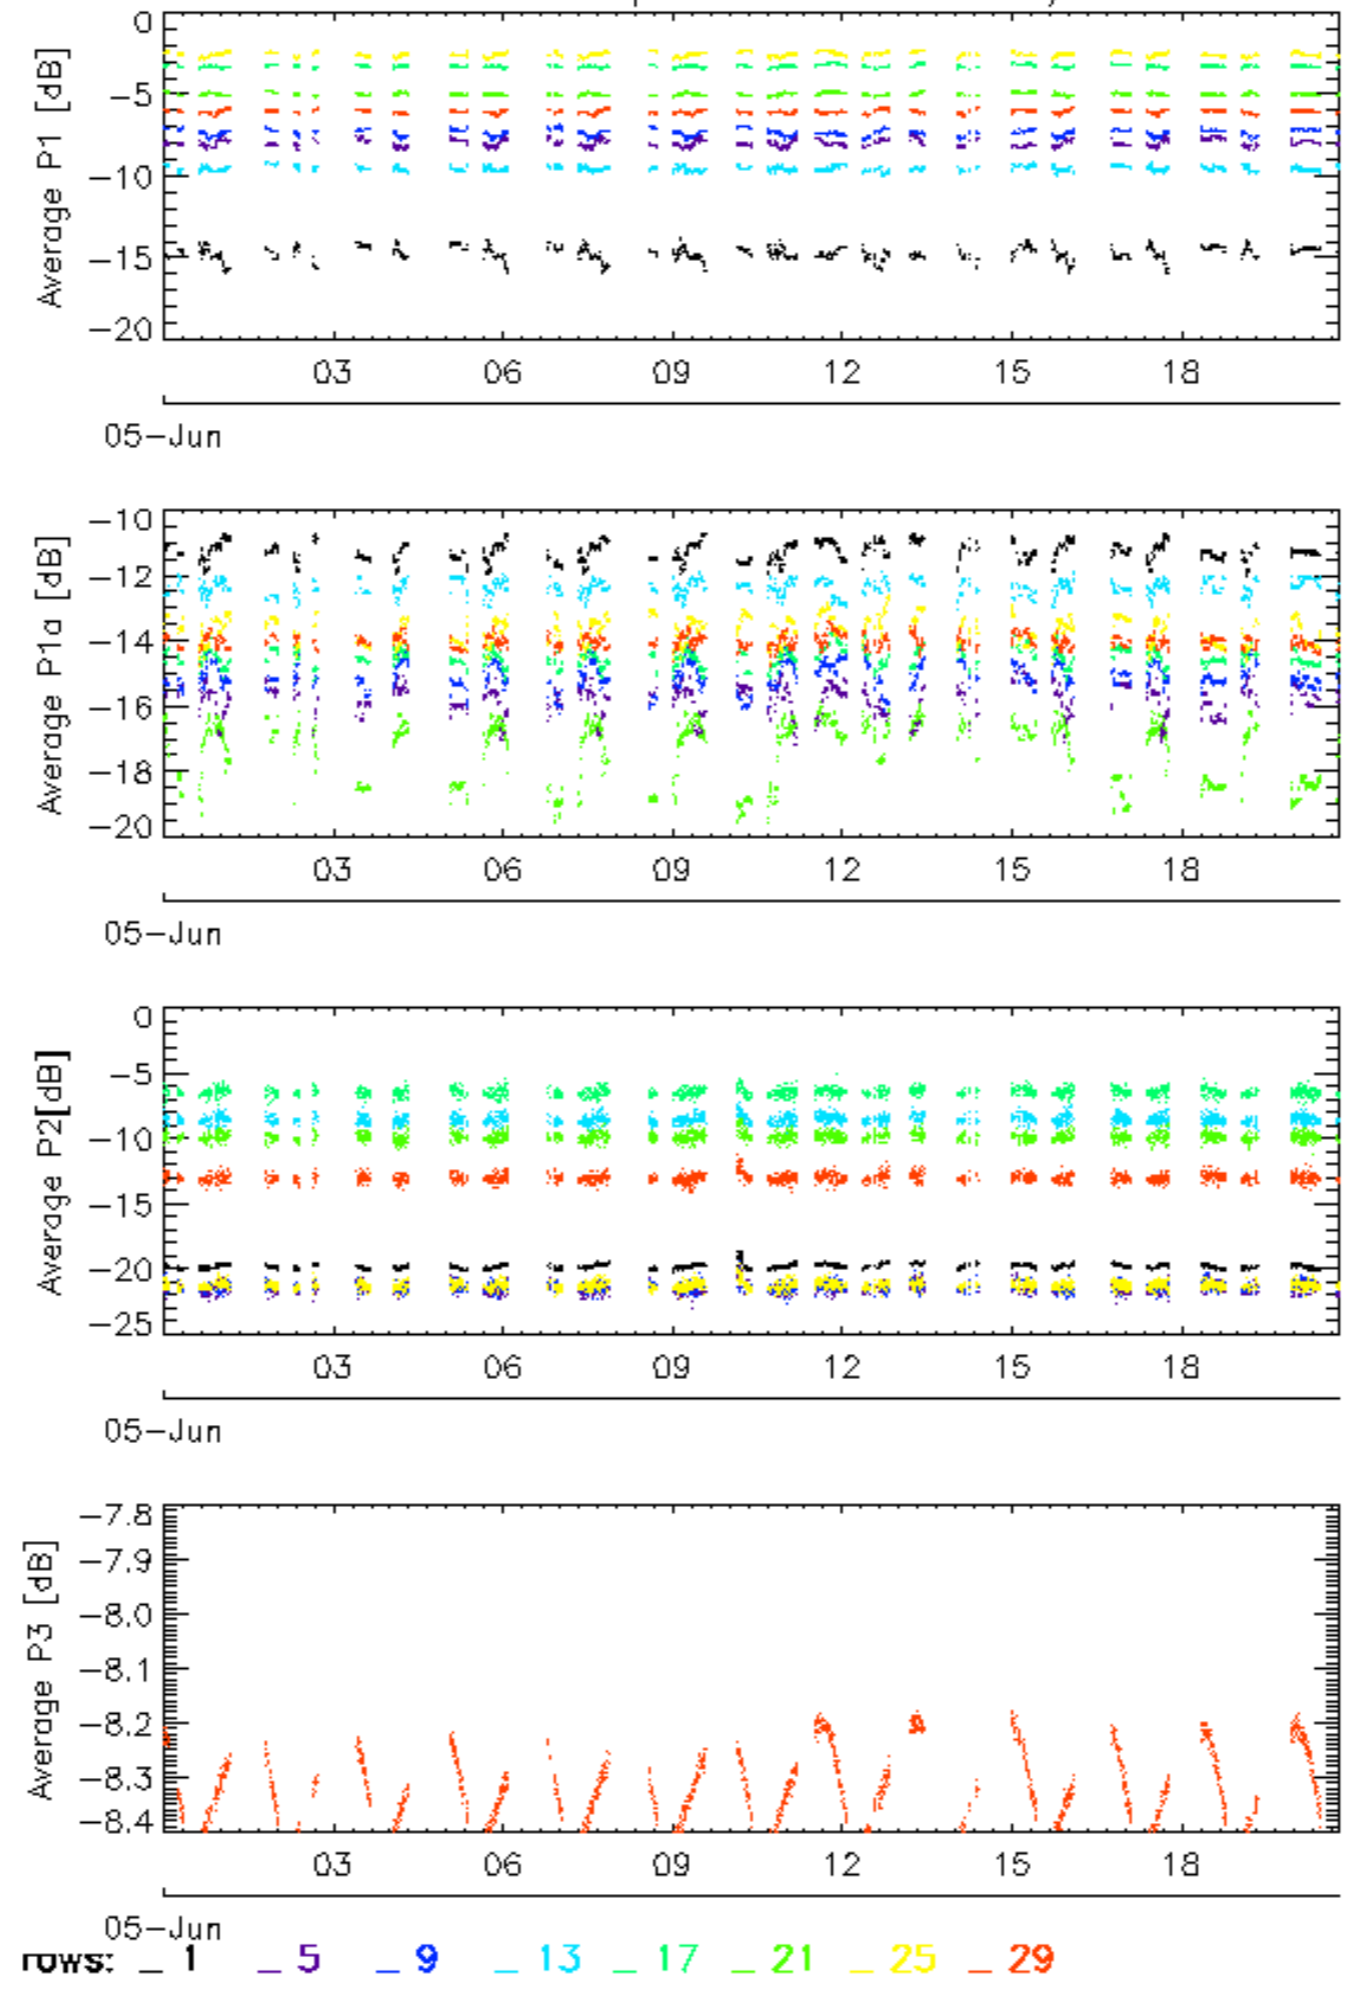 Average P1 [dB]
0
−5
−10
−15
−20
03 06 09 12 15 18
05−Jun
Average P1a [dB]
−10
−12
−14
−16
−18
−20
03 06 09 12 15 18
05−Jun
Average P2[dB]
0
−5
−10
−15
−20
−25
03 06 09 12 15 18
05−Jun
Average P3 [dB]
−7.8
−7.9
−8.0
−8.1
−8.2
−8.3
−8.4
03 06 09 12 15 18
05−Jun
rows: _ 1 _ 5 _ 9 _ 13 _ 17 _ 21 _ 25 _ 29